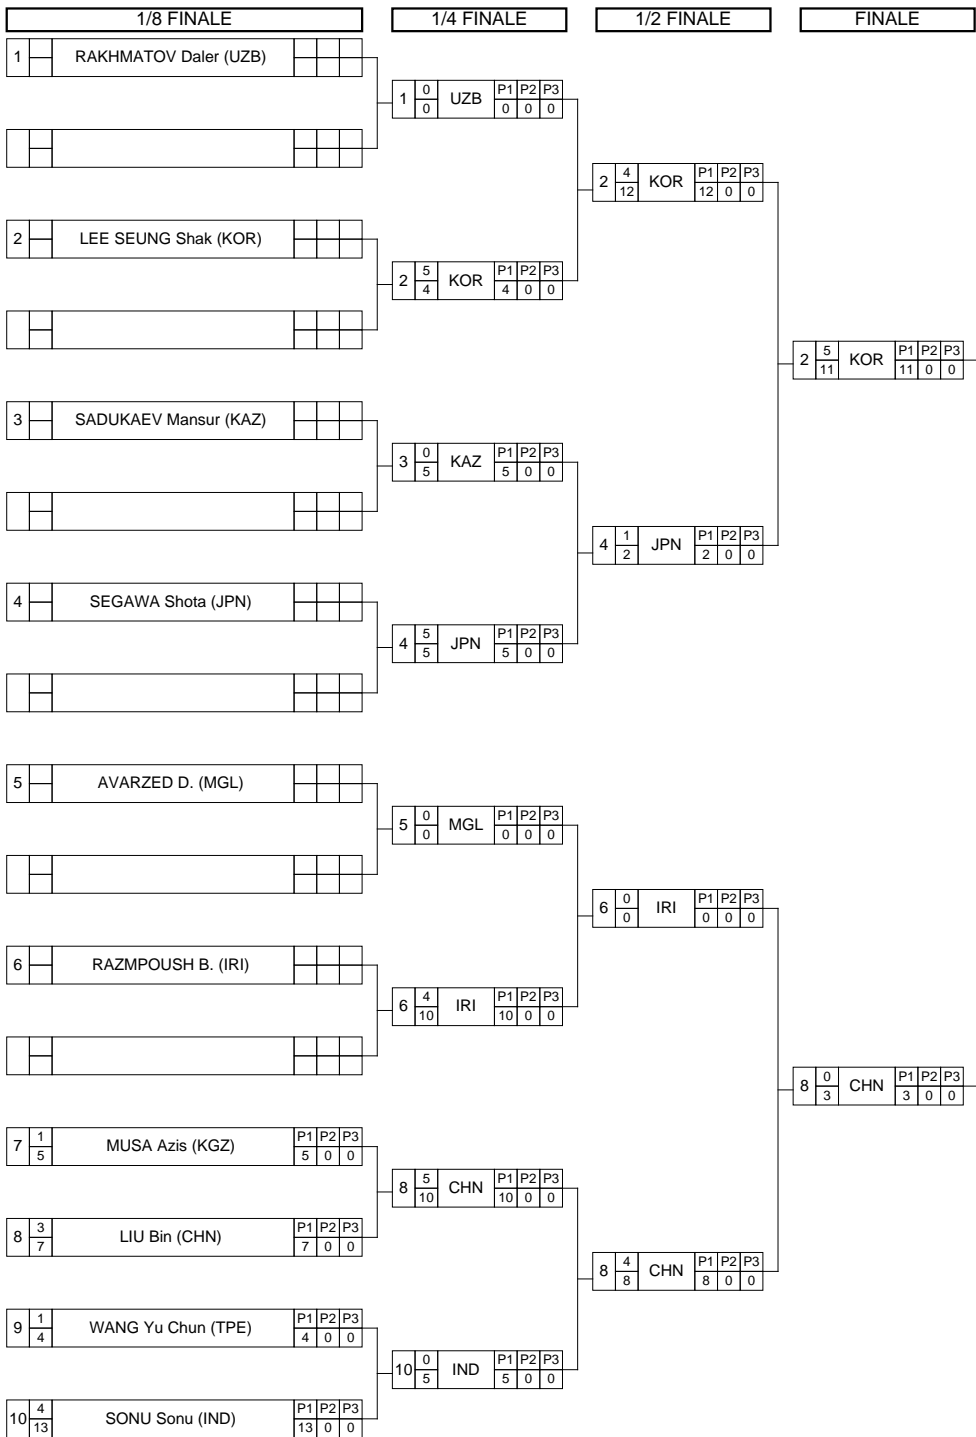 1/8 FINALE 1/4 FINALE 1/2 FINALE FINALE
1 RAKHMATOV Daler (UZB)
1 0 0 UZB P1 P2 P3 0 0 0
2 4 12 KOR P1 P2 P3 12 0 0
2 LEE SEUNG Shak (KOR)
2 5 4 KOR P1 P2 P3 4 0 0
2 5 11 KOR P1 P2 P3 11 0 0
3 SADUKAEV Mansur (KAZ)
3 0 5 KAZ P1 P2 P3 5 0 0
4 1 2 JPN P1 P2 P3 2 0 0
4 SEGAWA Shota (JPN)
4 5 5 JPN P1 P2 P3 5 0 0
5 AVARZED D. (MGL)
5 0 0 MGL P1 P2 P3 0 0 0
6 0 0 IRI P1 P2 P3 0 0 0
6 RAZMPOUSH B. (IRI)
6 4 10 IRI P1 P2 P3 10 0 0
8 0 3 CHN P1 P2 P3 3 0 0
7 1 5 MUSA Azis (KGZ) P1 P2 P3 5 0 0
8 5 10 CHN P1 P2 P3 10 0 0
8 3 7 LIU Bin (CHN) P1 P2 P3 7 0 0
8 4 8 CHN P1 P2 P3 8 0 0
9 1 4 WANG Yu Chun (TPE) P1 P2 P3 4 0 0
10 0 5 IND P1 P2 P3 5 0 0
10 4 13 SONU Sonu (IND) P1 P2 P3 13 0 0